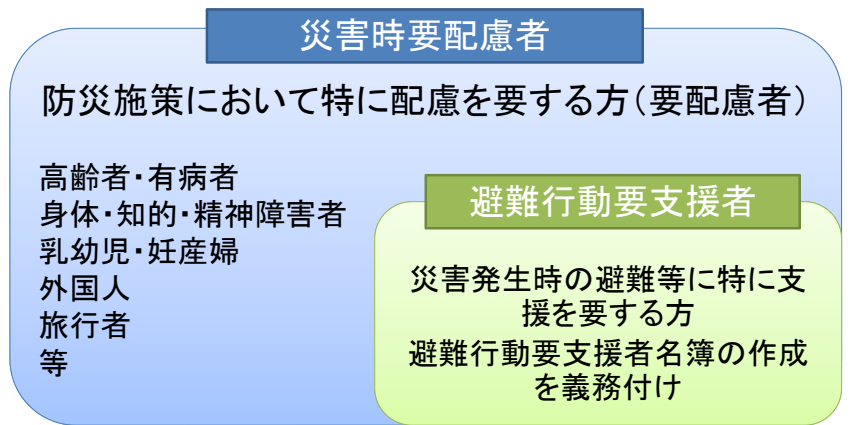 災害時要配慮者
防災施策において特に配慮を要する方(要配慮者)
高齢者・有病者
身体・知的・精神障害者
乳幼児・妊産婦
外国人
旅行者
等
避難行動要支援者
災害発生時の避難等に特に支
援を要する方
避難行動要支援者名簿の作成
を義務付け